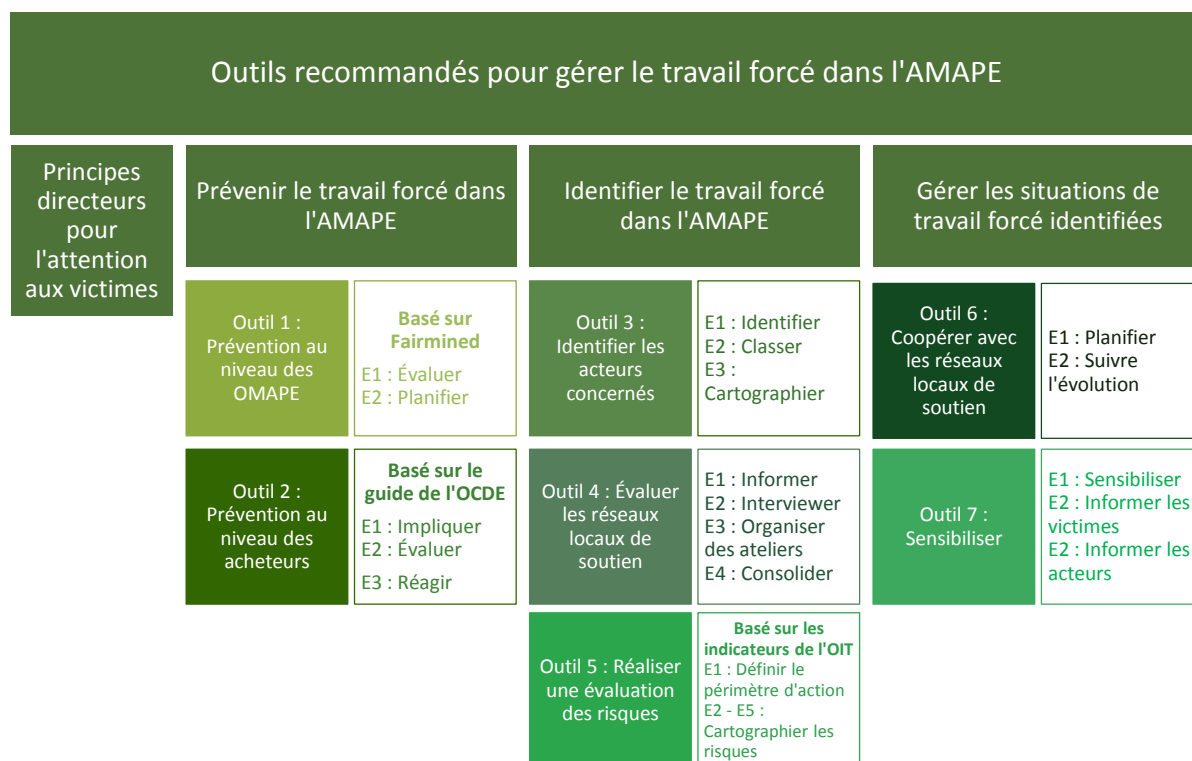 Outils recommandés pour gérer le travail forcé dans l'AMAPE
Principes
directeurs
pour
l'attention
aux victimes
Prévenir le travail forcé dans
l'AMAPE
Identifier le travail forcé
dans l'AMAPE
Gérer les situations de
travail forcé identifiées
Outil 1 :
Prévention au
niveau des
OMAPE
Basé sur
Fairmined
E1 : Évaluer
E2 : Planifier
Outil 3 :
Identifier les
acteurs
concernés
E1 : Identifier
E2 : Classer
E3 :
Cartographier
Outil 6 :
Coopérer avec
les réseaux
locaux de
soutien
E1 : Planifier
E2 : Suivre
l'évolution
Outil 2 :
Prévention au
niveau des
acheteurs
Basé sur le
guide de l'OCDE
E1 : Impliquer
E2 : Évaluer
E3 : Réagir
Outil 4 : Évaluer
les réseaux
locaux de
soutien
E1 : Informer
E2 : Interviewer
E3 : Organiser
des ateliers
E4 : Consolider
Outil 7 :
Sensibiliser
E1 : Sensibiliser
E2 : Informer les
victimes
E2 : Informer les
acteurs
Outil 5 : Réaliser
une évaluation
des risques
Basé sur les
indicateurs de l'OIT
E1 : Définir le
périmètre d'action
E2 - E5 :
Cartographier les
risques